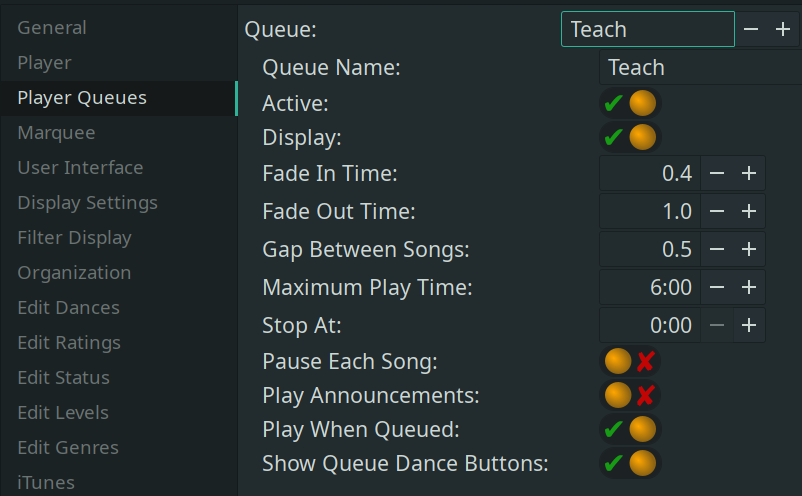 General
Player
Player Queues
Marquee
User Interface
Display Settings
Filter Display
Organization
Edit Dances
Edit Ratings
Edit Status
Edit Levels
Edit Genres
iTunes
Queue: Teach
Queue Name: Teach
Active:
Display:
Fade In Time: 0.4
Fade Out Time: 1.0
Gap Between Songs: 0.5
Maximum Play Time: 6:00
Stop At: 0:00
Pause Each Song:
Play Announcements:
Play When Queued:
Show Queue Dance Buttons: